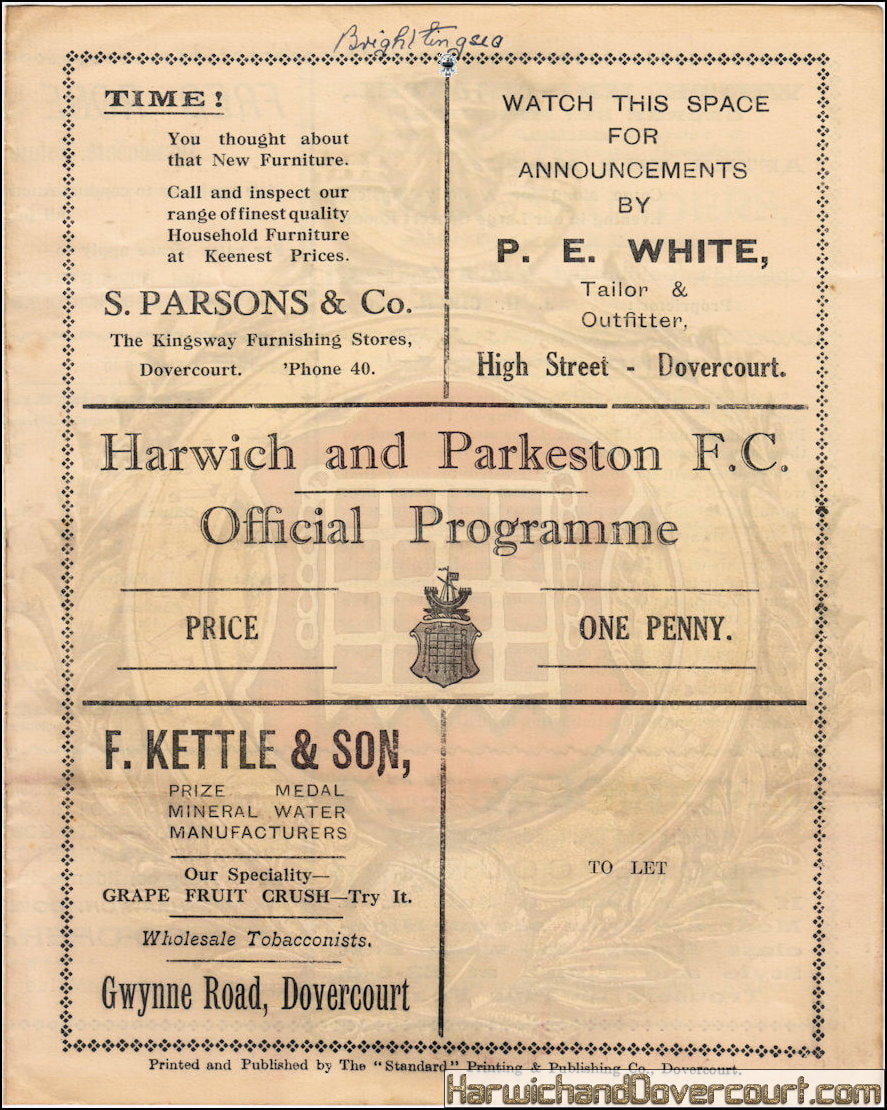 Brightlingsea
TIME!
You thought about
that New Furniture.
Call and inspect our
range of finest quality
Household Furniture
at Keenest Prices.
S. PARSONS & Co.
The Kingsway Furnishing Stores,
Dovercourt. 'Phone 40.
WATCH THIS SPACE
FOR
ANNOUNCEMENTS
BY
P. E. WHITE,
Tailor &
Outfitter,
High Street - Dovercourt.
Harwich and Parkeston F.C.
Official Programme
PRICE ONE PENNY.
F. KETTLE & SON,
PRIZE MEDAL
MINERAL WATER
MANUFACTURERS
Our Speciality—
GRAPE FRUIT CRUSH—Try It.
Wholesale Tobacconists.
Gwynne Road, Dovercourt
TO LET
Printed and Published by The "Standard" Printing & Publishing Co., Dovercourt.
HarwichandDovercourt.com